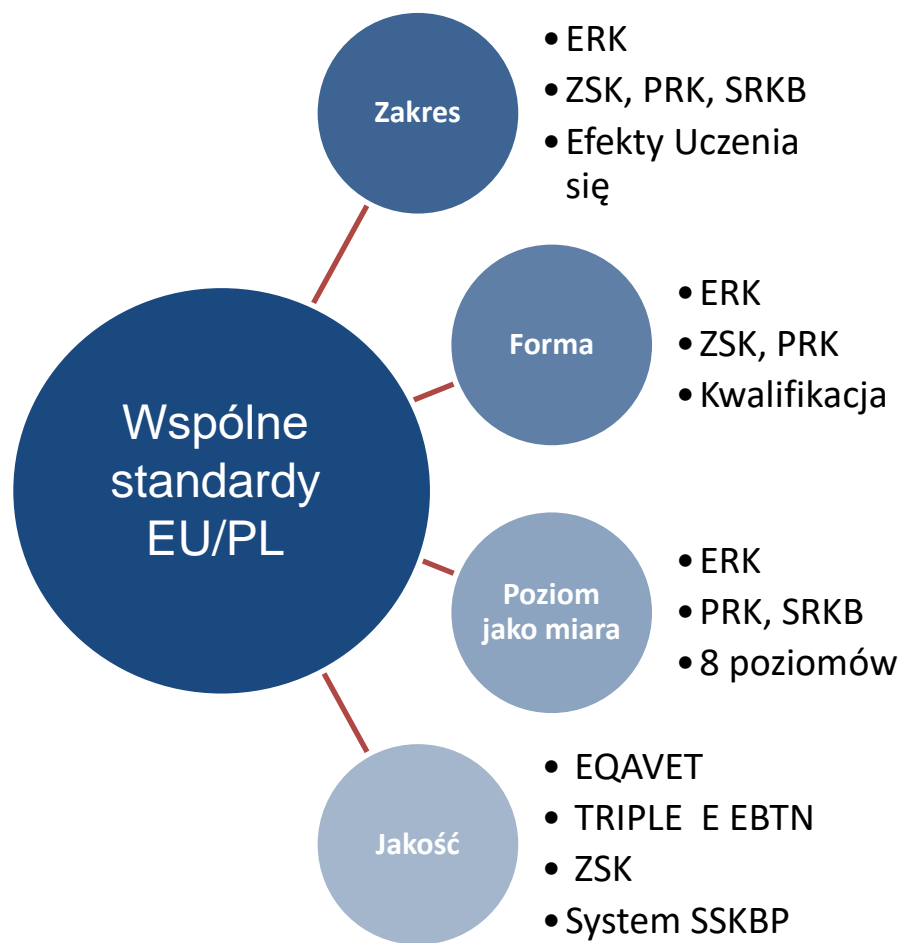 Wspólne
standardy
EU/PL
Zakres
• ERK
• ZSK, PRK, SRKB
• Efekty Uczenia
się
Forma
• ERK
• ZSK, PRK
• Kwalifikacja
Poziom
jako miara
• ERK
• PRK, SRKB
• 8 poziomów
Jakość
• EQAVET
• TRIPLE E EBTN
• ZSK
• System SSKBP